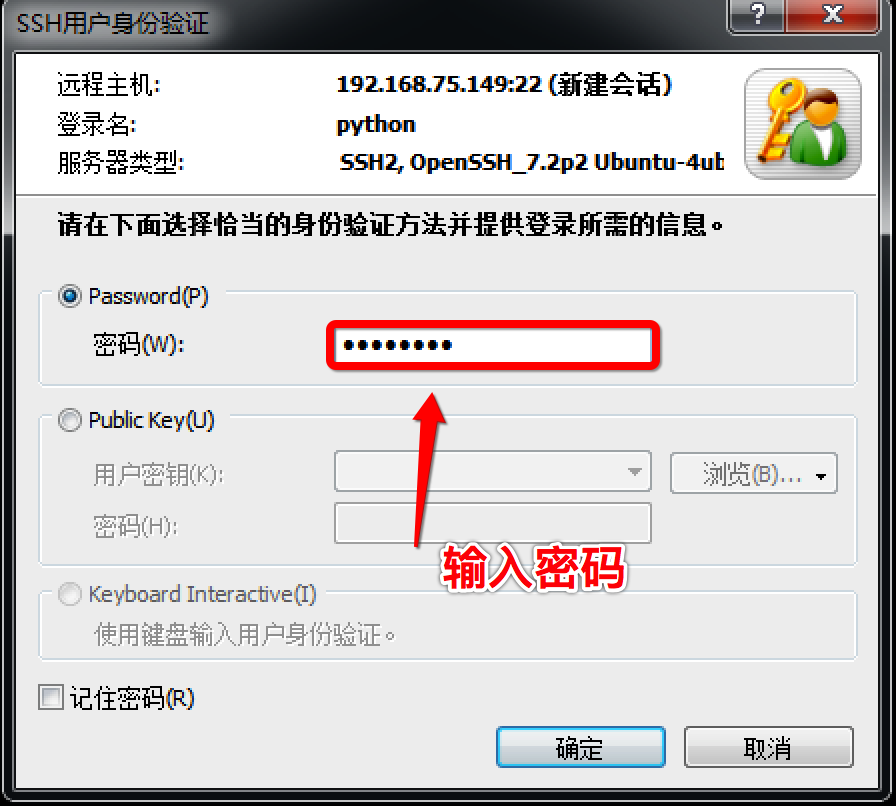 SSH用户身份验证
远程主机: 192.168.75.149:22 (新建会话)
登录名: python
服务器类型: SSH2, OpenSSH_7.2p2 Ubuntu-4ub
请在下面选择恰当的身份验证方法并提供登录所需的信息。
Password(P)
密码(W): ••••••••
Public Key(U)
用户密钥(K): 浏览(B)...
密码(H):
输入密码
Keyboard Interactive(I)
使用键盘输入用户身份验证。
记住密码(R)
确定 取消